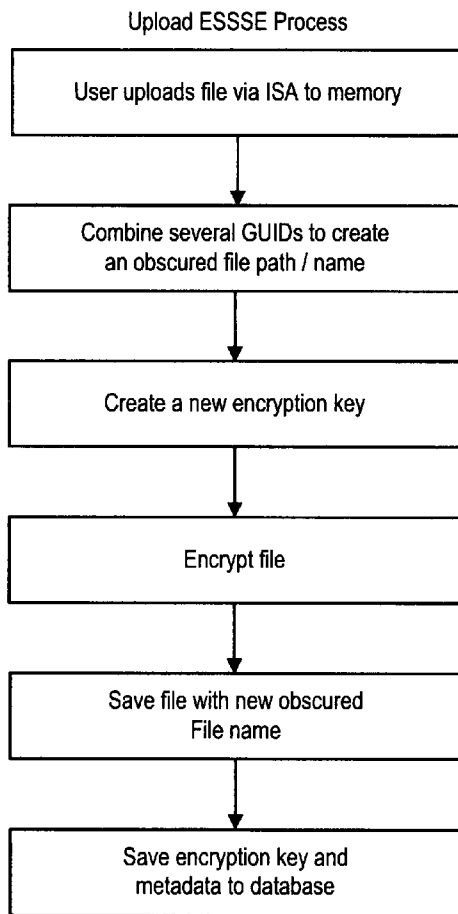 Upload ESSSE Process
User uploads file via ISA to memory
Combine several GUIDs to create
an obscured file path / name
Create a new encryption key
Encrypt file
Save file with new obscured
File name
Save encryption key and
metadata to database